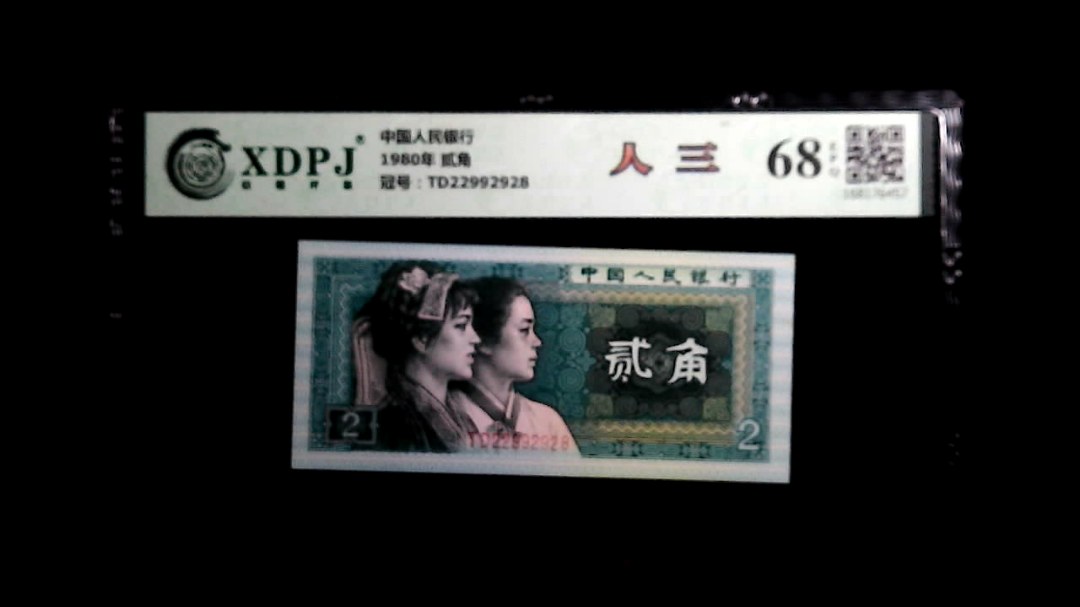 XDPJ®
中国人民银行
1980年 贰角
冠号：TD22992928
人 三
68
中国人民银行
贰角
2
2
TD22992928